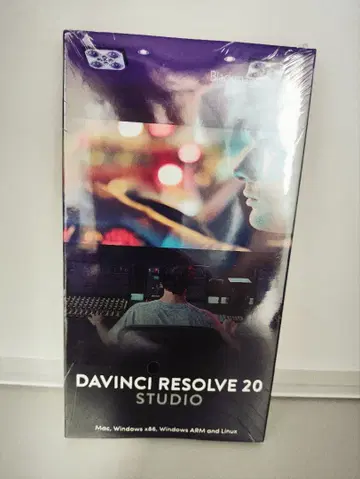 DAVINCI RESOLVE 20
STUDIO
Mac, Windows x86, Windows ARM and Linux